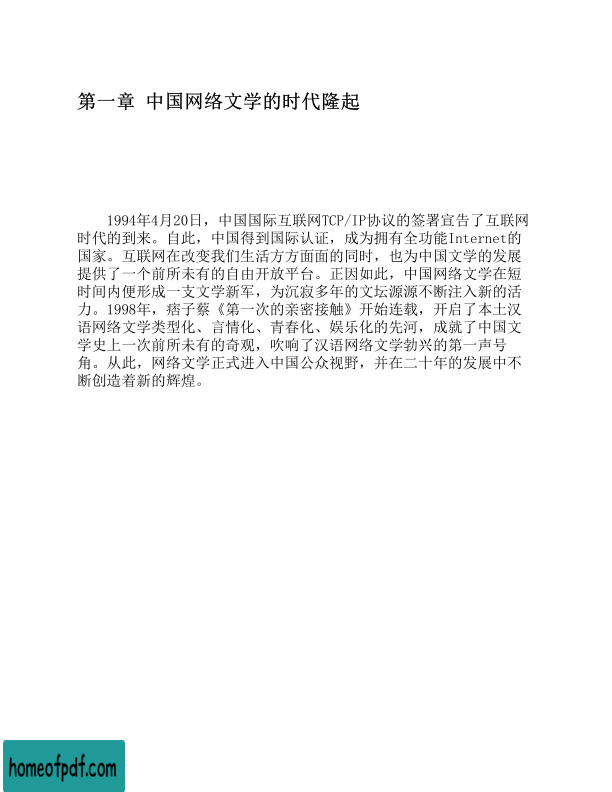 第一章 中国网络文学的时代隆起
1994年4月20日，中国国际互联网TCP/IP协议的签署宣告了互联网
时代的到来。自此，中国得到国际认证，成为拥有全功能Internet的
国家。互联网在改变我们生活方方面面的同时，也为中国文学的发展
提供了一个前所未有的自由开放平台。正因如此，中国网络文学在短
时间内便形成一支文学新军，为沉寂多年的文坛源源不断注入新的活
力。1998年，痞子蔡《第一次的亲密接触》开始连载，开启了本土汉
语网络文学类型化、言情化、青春化、娱乐化的先河，成就了中国文
学史上一次前所未有的奇观，吹响了汉语网络文学勃兴的第一声号
角。从此，网络文学正式进入中国公众视野，并在二十年的发展中不
断创造着新的辉煌。
homeofpdf.com